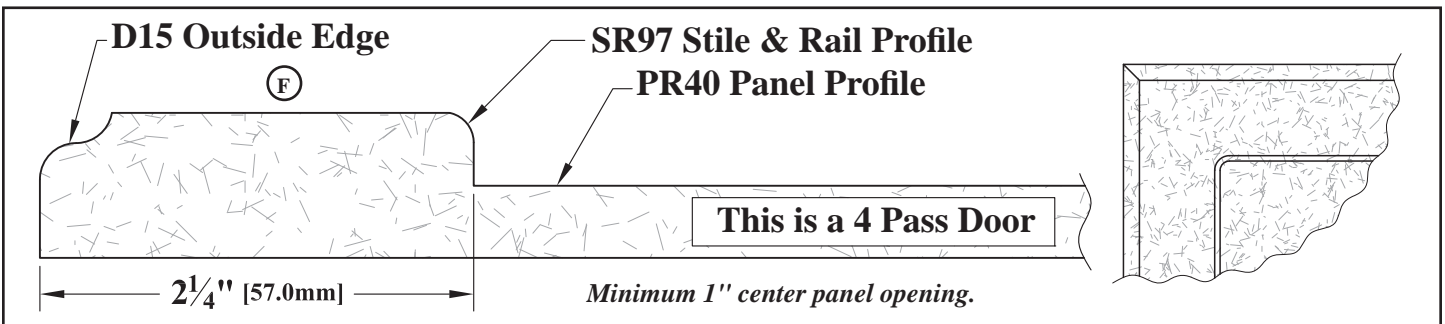 D15 Outside Edge
F
SR97 Stile & Rail Profile
PR40 Panel Profile
This is a 4 Pass Door
2¼" [57.0mm]
Minimum 1" center panel opening.